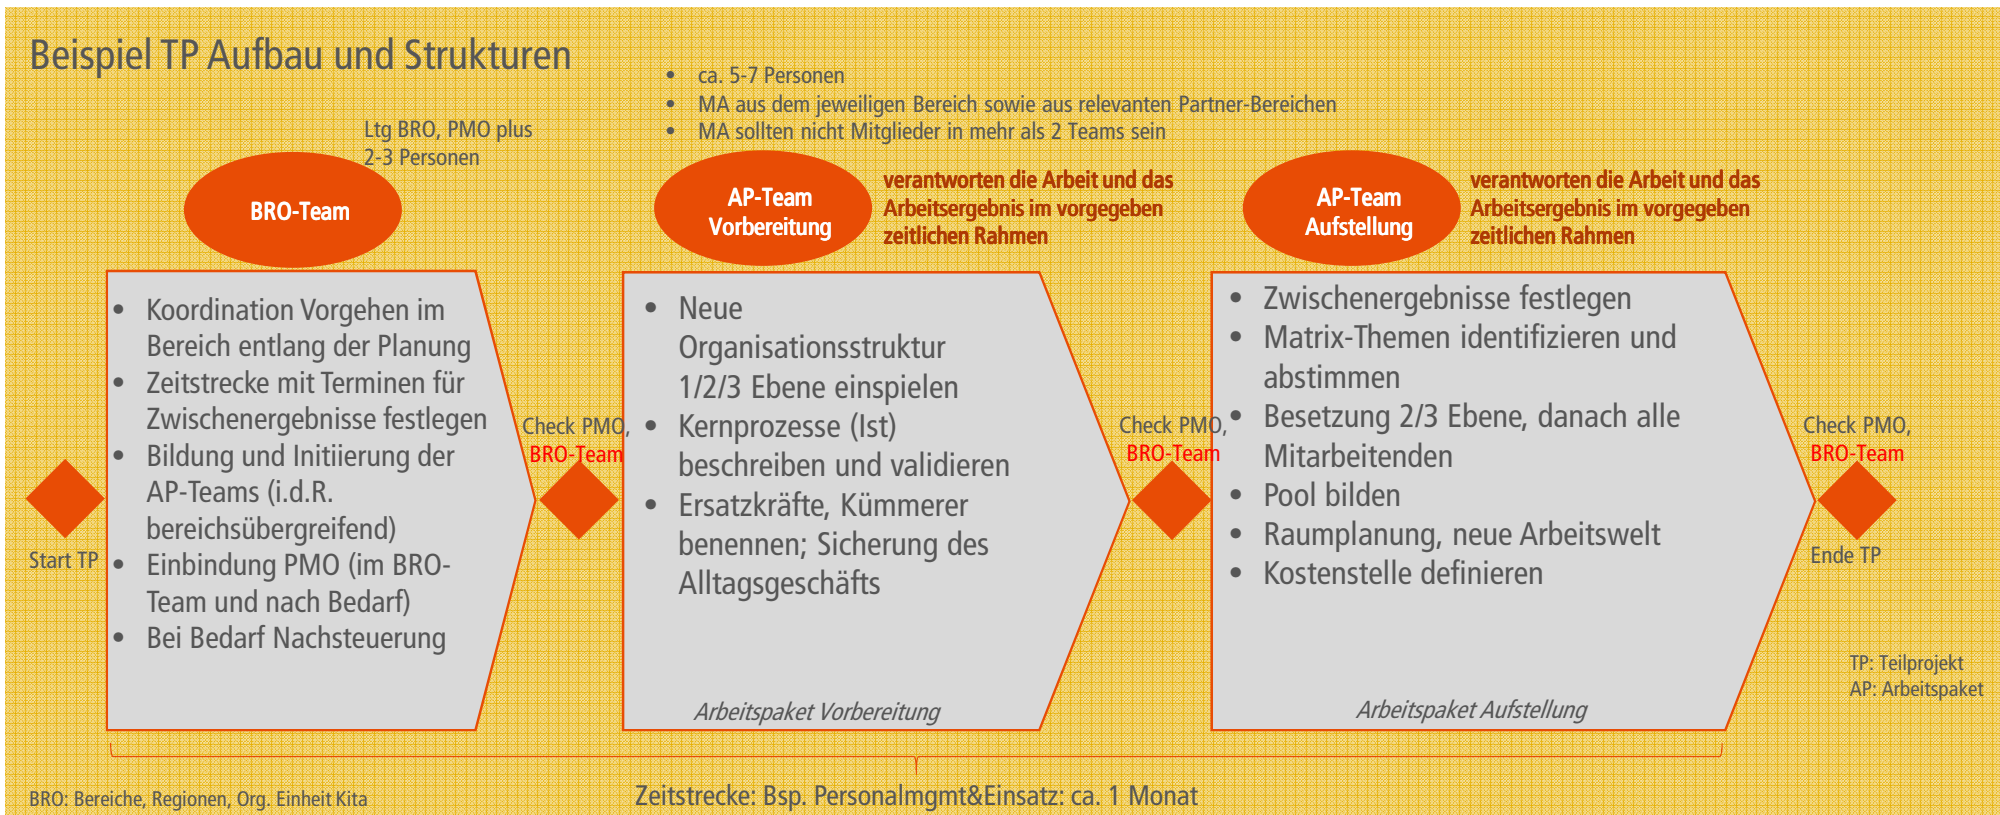 Beispiel TP Aufbau und Strukturen
Ltg BRO, PMO plus
2-3 Personen
• ca. 5-7 Personen
• MA aus dem jeweiligen Bereich sowie aus relevanten Partner-Bereichen
• MA sollten nicht Mitglieder in mehr als 2 Teams sein
BRO-Team
AP-Team
Vorbereitung
verantworten die Arbeit und das
Arbeitsergebnis im vorgegeben
zeitlichen Rahmen
AP-Team
Aufstellung
verantworten die Arbeit und das
Arbeitsergebnis im vorgegeben
zeitlichen Rahmen
Start TP
• Koordination Vorgehen im
Bereich entlang der Planung
• Zeitstrecke mit Terminen für
Zwischenergebnisse festlegen
• Bildung und Initiierung der
AP-Teams (i.d.R.
bereichsübergreifend)
• Einbindung PMO (im BRO-
Team und nach Bedarf)
• Bei Bedarf Nachsteuerung
Check PMO,
BRO-Team
• Neue
Organisationsstruktur
1/2/3 Ebene einspielen
• Kernprozesse (Ist)
beschreiben und validieren
• Ersatzkräfte, Kümmerer
benennen; Sicherung des
Alltagsgeschäfts
Arbeitspaket Vorbereitung
Check PMO,
BRO-Team
• Zwischenergebnisse festlegen
• Matrix-Themen identifizieren und
abstimmen
• Besetzung 2/3 Ebene, danach alle
Mitarbeitenden
• Pool bilden
• Raumplanung, neue Arbeitswelt
• Kostenstelle definieren
Arbeitspaket Aufstellung
Check PMO,
BRO-Team
Ende TP
TP: Teilprojekt
AP: Arbeitspaket
BRO: Bereiche, Regionen, Org. Einheit Kita
Zeitstrecke: Bsp. Personalmgmt&Einsatz: ca. 1 Monat